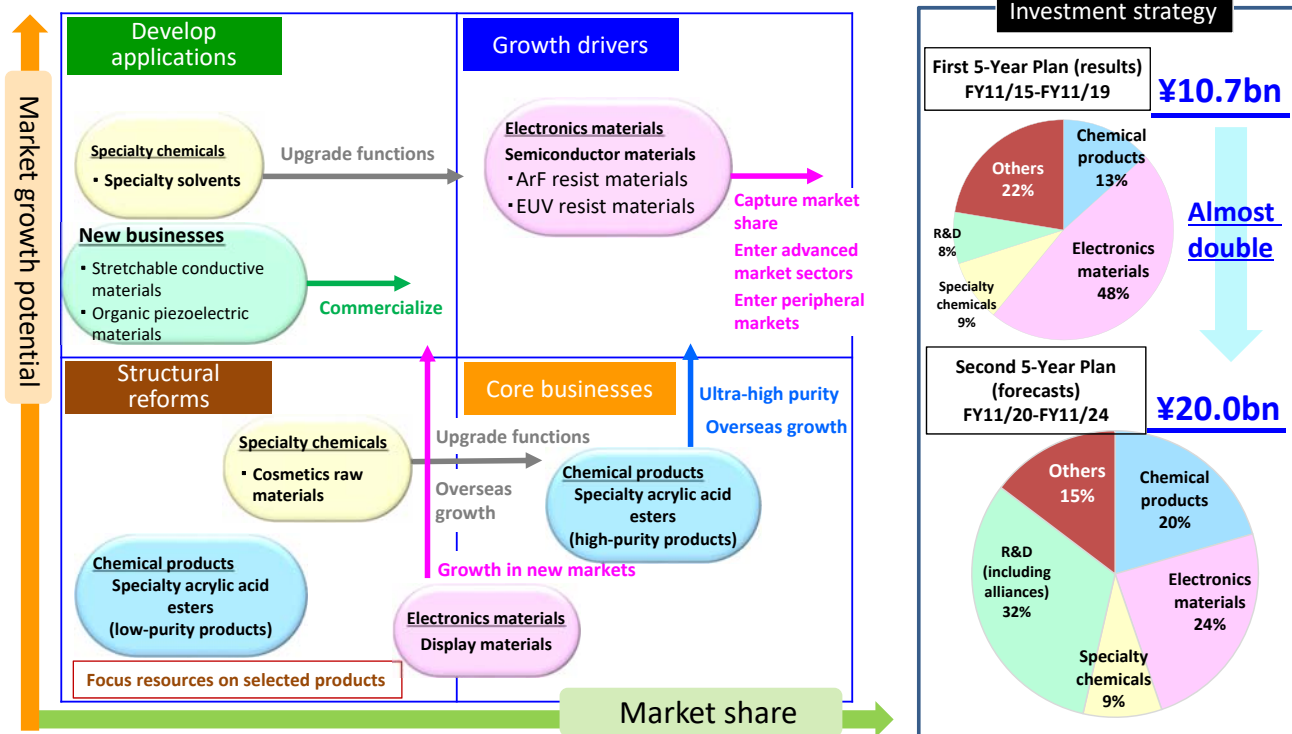 Market growth potential
Develop
applications
Growth drivers
Specialty chemicals
・Specialty solvents
Upgrade functions
Electronics materials
Semiconductor materials
・ArF resist materials
・EUV resist materials
Capture market
share
Enter advanced
market sectors
Enter peripheral
markets
New businesses
・Stretchable conductive
materials
・Organic piezoelectric
materials
Commercialize
Structural
reforms
Core businesses
Ultra-high purity
Overseas growth
Specialty chemicals
・Cosmetics raw
materials
Upgrade functions
Overseas
growth
Chemical products
Specialty acrylic acid
esters
(high-purity products)
Chemical products
Specialty acrylic acid
esters
(low-purity products)
Growth in new markets
Electronics materials
Display materials
Focus resources on selected products
Market share
Investment strategy
First 5-Year Plan (results)
FY11/15-FY11/19
¥10.7bn
Chemical
products
13%
Others
22%
R&D
8%
Electronics
materials
48%
Specialty
chemicals
9%
Almost
double
Second 5-Year Plan
(forecasts)
FY11/20-FY11/24
¥20.0bn
Others
15%
Chemical
products
20%
R&D
(including
alliances)
32%
Electronics
materials
24%
Specialty
chemicals
9%